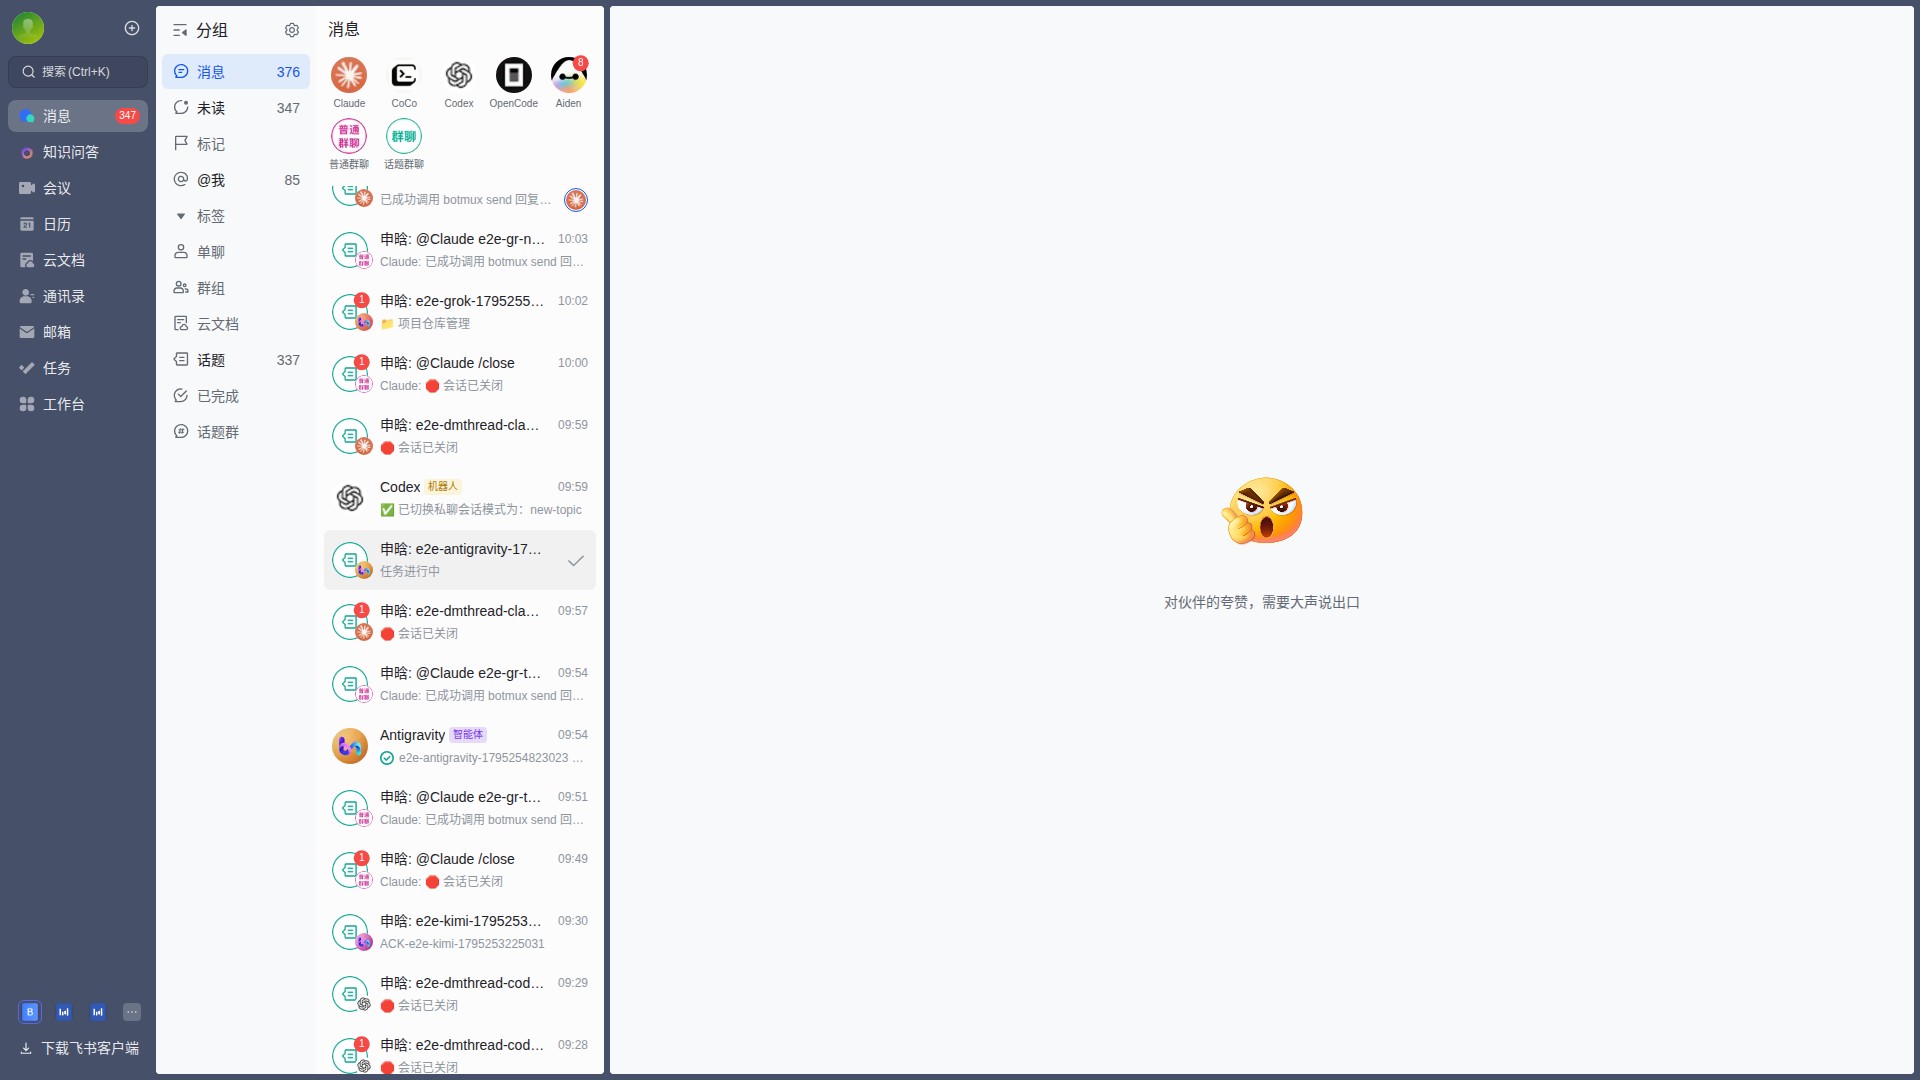 搜索 (Ctrl+K)
消息
347
知识问答
会议
日历
云文档
通讯录
邮箱
任务
工作台
B
下载飞书客户端
分组
消息
376
未读
347
标记
@我
85
标签
单聊
群组
云文档
话题
337
已完成
话题群
消息
Claude
CoCo
Codex
OpenCode
8
Aiden
普通
群聊
普通群聊
群聊
话题群聊
已成功调用 botmux send 回复…
申晗: @Claude e2e-gr-n…
10:03
Claude: 已成功调用 botmux send 回…
1
申晗: e2e-grok-1795255…
10:02
项目仓库管理
1
申晗: @Claude /close
10:00
Claude: 会话已关闭
申晗: e2e-dmthread-cla…
09:59
会话已关闭
Codex 机器人
09:59
已切换私聊会话模式为：new-topic
申晗: e2e-antigravity-17…
任务进行中
1
申晗: e2e-dmthread-cla…
09:57
会话已关闭
申晗: @Claude e2e-gr-t…
09:54
Claude: 已成功调用 botmux send 回…
Antigravity 智能体
09:54
e2e-antigravity-1795254823023 …
申晗: @Claude e2e-gr-t…
09:51
Claude: 已成功调用 botmux send 回…
1
申晗: @Claude /close
09:49
Claude: 会话已关闭
申晗: e2e-kimi-1795253…
09:30
ACK-e2e-kimi-1795253225031
申晗: e2e-dmthread-cod…
09:29
会话已关闭
1
申晗: e2e-dmthread-cod…
09:28
会话已关闭
对伙伴的夸赞，需要大声说出口